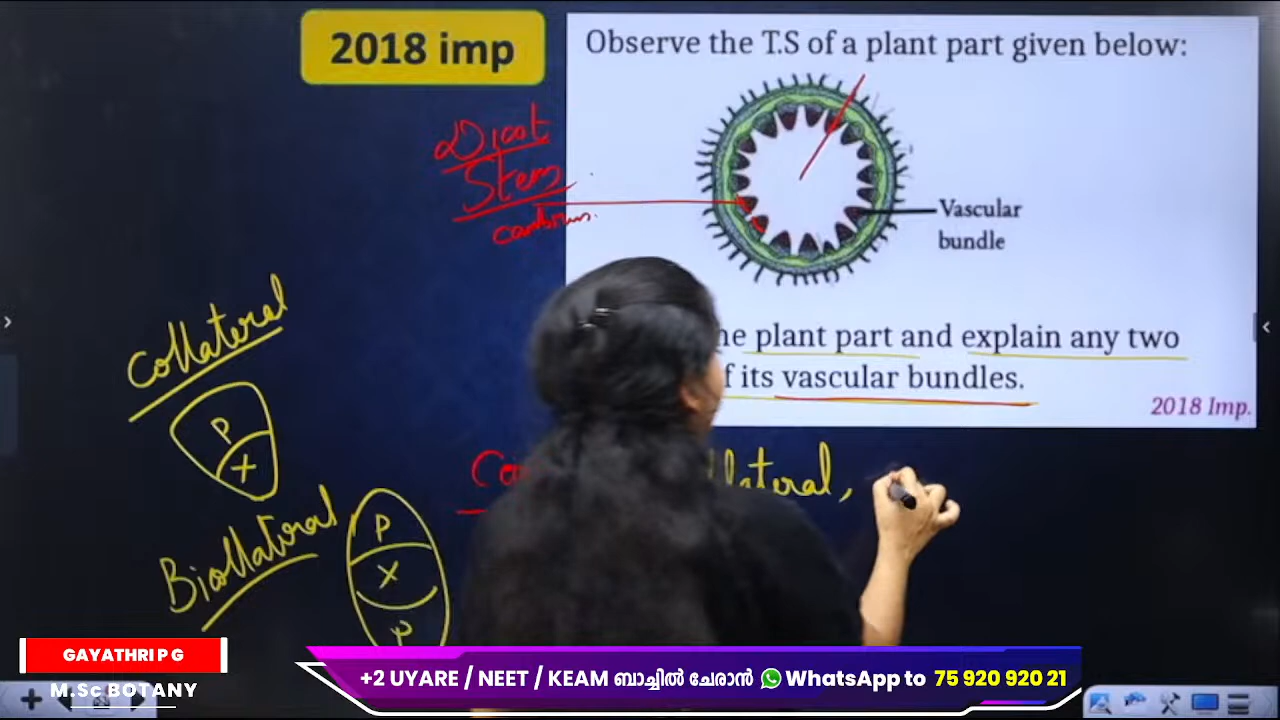 2018 imp
Observe the T.S of a plant part given below:
Dicot
Stem
cambium.
Vascular
bundle
he plant part and explain any two
f its vascular bundles.
2018 Imp.
Collateral
P
X
Bicollateral
P
X
P
lateral,
GAYATHRI P G
M.Sc BOTANY
+2 UYARE / NEET / KEAM ബാച്ചിൽ ചേരാൻ WhatsApp to 75 920 920 21